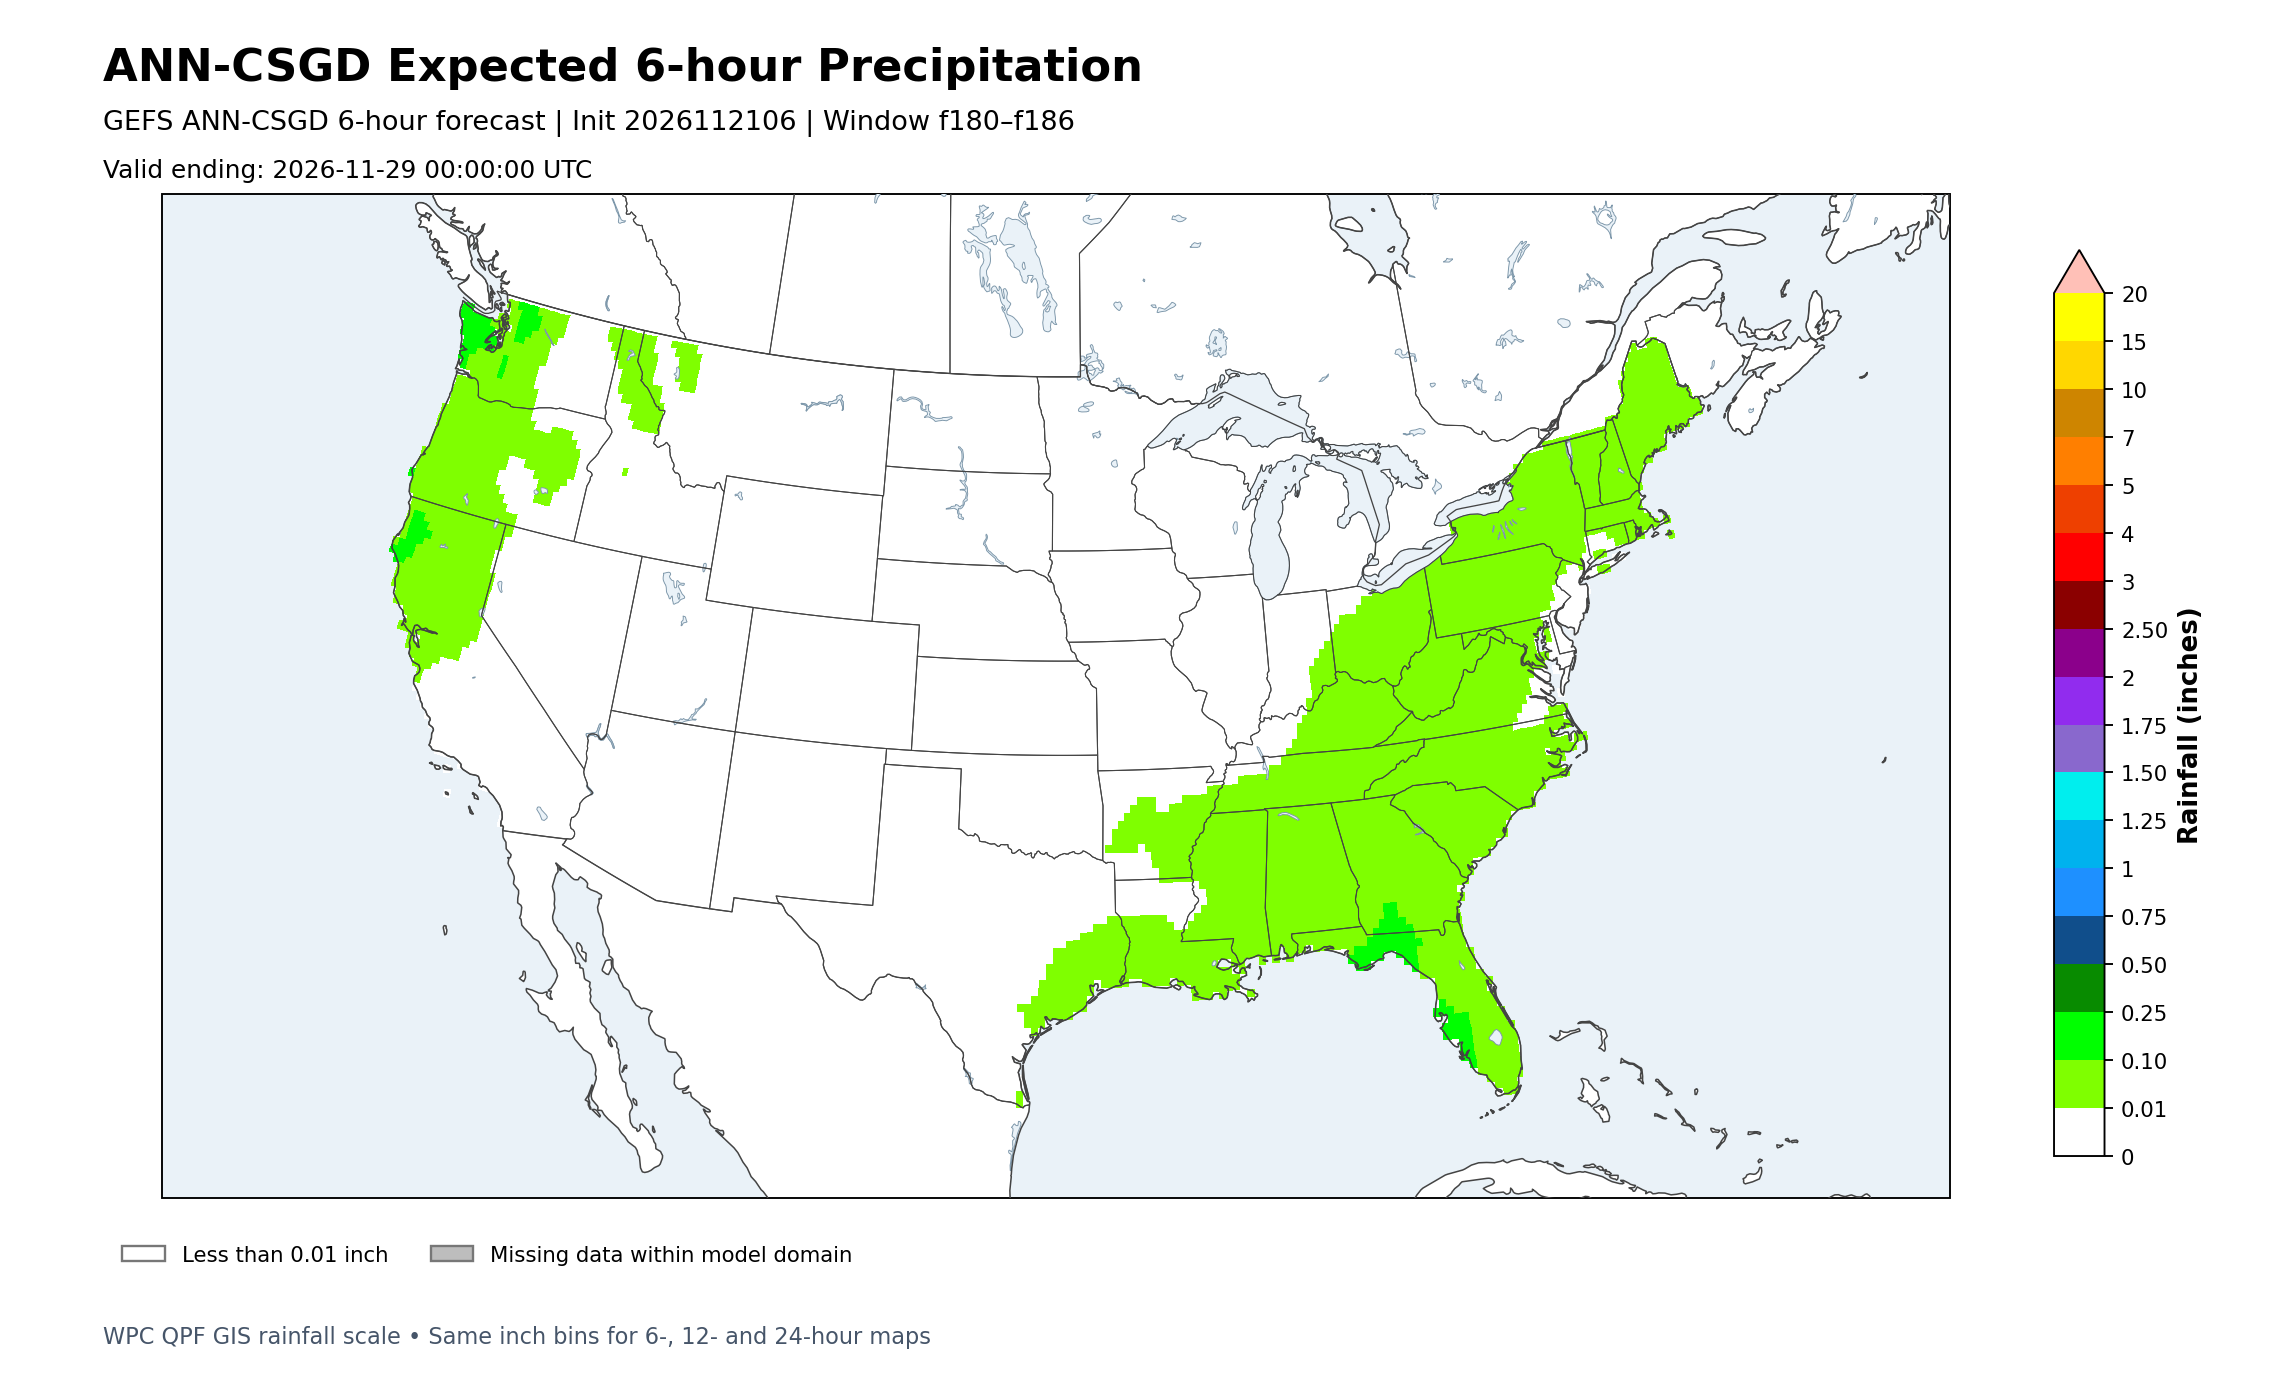 ANN-CSGD Expected 6-hour Precipitation
GEFS ANN-CSGD 6-hour forecast | Init 2026112106 | Window f180–f186
Valid ending: 2026-11-29 00:00:00 UTC
20
15
10
7
5
4
3
2.50
2
1.75
1.50
1.25
1
0.75
0.50
0.25
0.10
0.01
0
Rainfall (inches)
Less than 0.01 inch
Missing data within model domain
WPC QPF GIS rainfall scale • Same inch bins for 6-, 12- and 24-hour maps